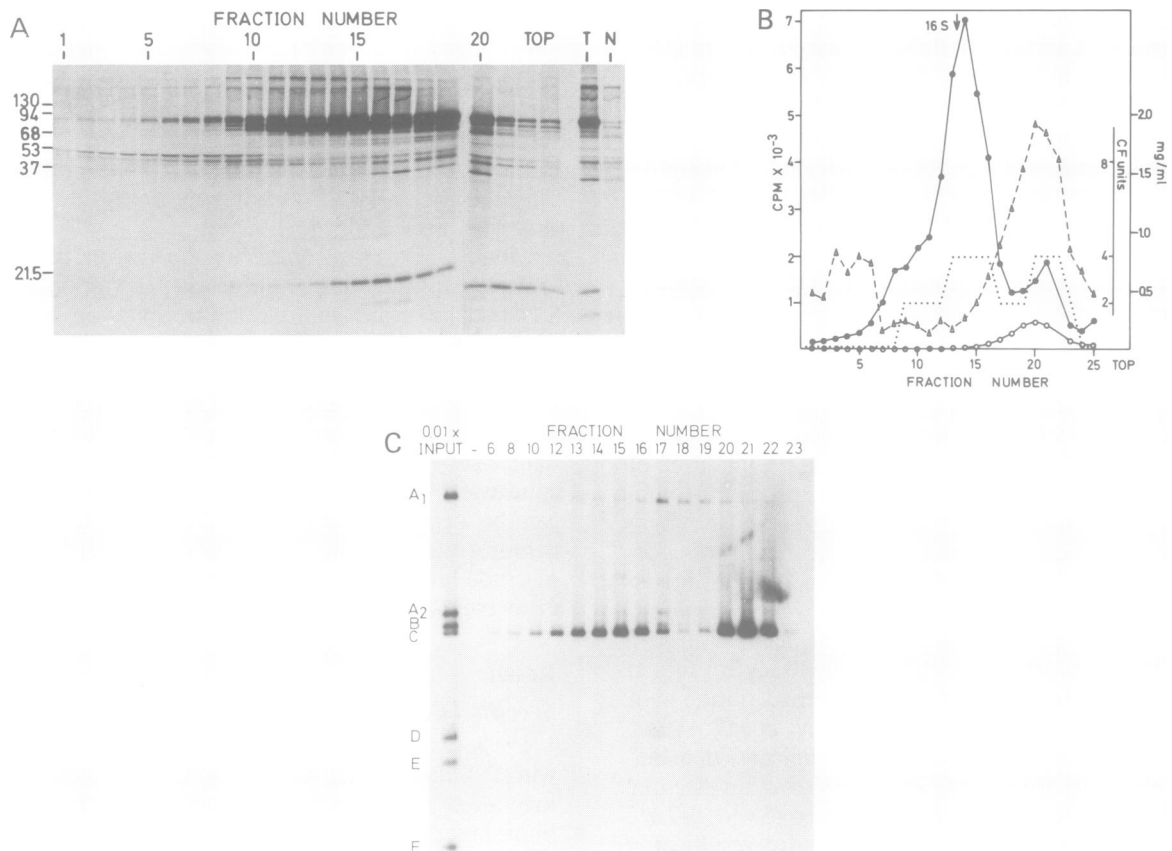 A
FRACTION NUMBER
1 5 10 15 20 TOP T N
130
94
68
53
37
215
B
16 S
7
6
5
4
3
2
1
CPM X 10-3
5 10 15 20 25 TOP
FRACTION NUMBER
8
4
2
CF units
2.0
1.5
1.0
0.5
mg/ml
C
0.01 x INPUT
FRACTION NUMBER
- 6 8 10 12 13 14 15 16 17 18 19 20 21 22 23
A1
A2
B
C
D
E
F